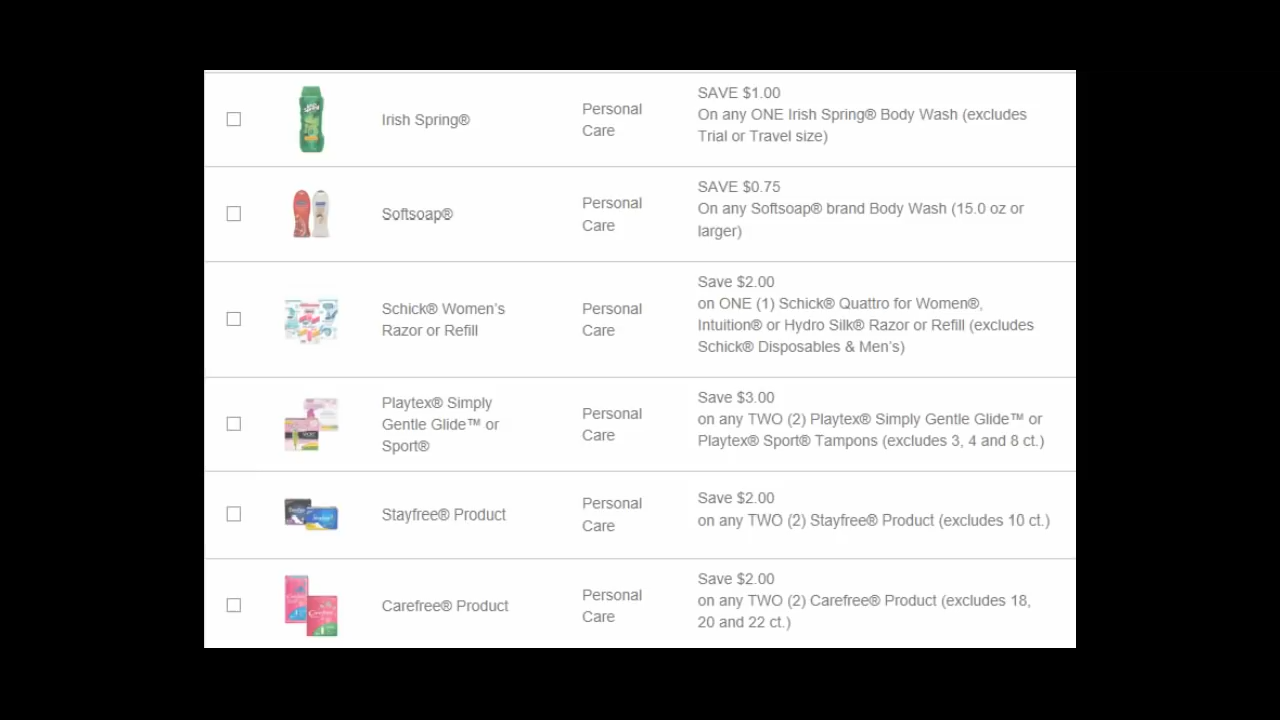 Irish Spring®
Personal
Care
SAVE $1.00
On any ONE Irish Spring® Body Wash (excludes
Trial or Travel size)
Softsoap®
Personal
Care
SAVE $0.75
On any Softsoap® brand Body Wash (15.0 oz or
larger)
Schick® Women’s
Razor or Refill
Personal
Care
Save $2.00
on ONE (1) Schick® Quattro for Women®,
Intuition® or Hydro Silk® Razor or Refill (excludes
Schick® Disposables & Men’s)
Playtex® Simply
Gentle Glide™ or
Sport®
Personal
Care
Save $3.00
on any TWO (2) Playtex® Simply Gentle Glide™ or
Playtex® Sport® Tampons (excludes 3, 4 and 8 ct.)
Stayfree® Product
Personal
Care
Save $2.00
on any TWO (2) Stayfree® Product (excludes 10 ct.)
Carefree® Product
Personal
Care
Save $2.00
on any TWO (2) Carefree® Product (excludes 18,
20 and 22 ct.)